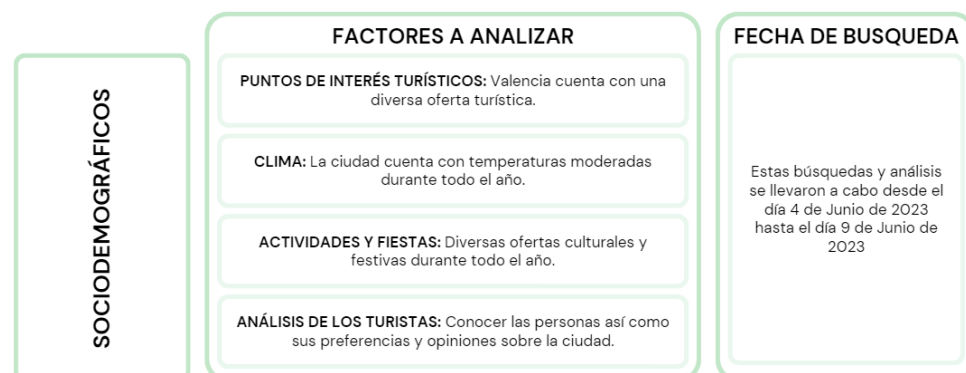 FACTORES A ANALIZAR
FECHA DE BUSQUEDA
SOCIODEMOGRÁFICOS
PUNTOS DE INTERÉS TURÍSTICOS: Valencia cuenta con una
diversa oferta turística.
CLIMA: La ciudad cuenta con temperaturas moderadas
durante todo el año.
ACTIVIDADES Y FIESTAS: Diversas ofertas culturales y
festivas durante todo el año.
ANÁLISIS DE LOS TURISTAS: Conocer las personas así como
sus preferencias y opiniones sobre la ciudad.
Estas búsquedas y análisis
se llevaron a cabo desde el
día 4 de Junio de 2023
hasta el día 9 de Junio de
2023